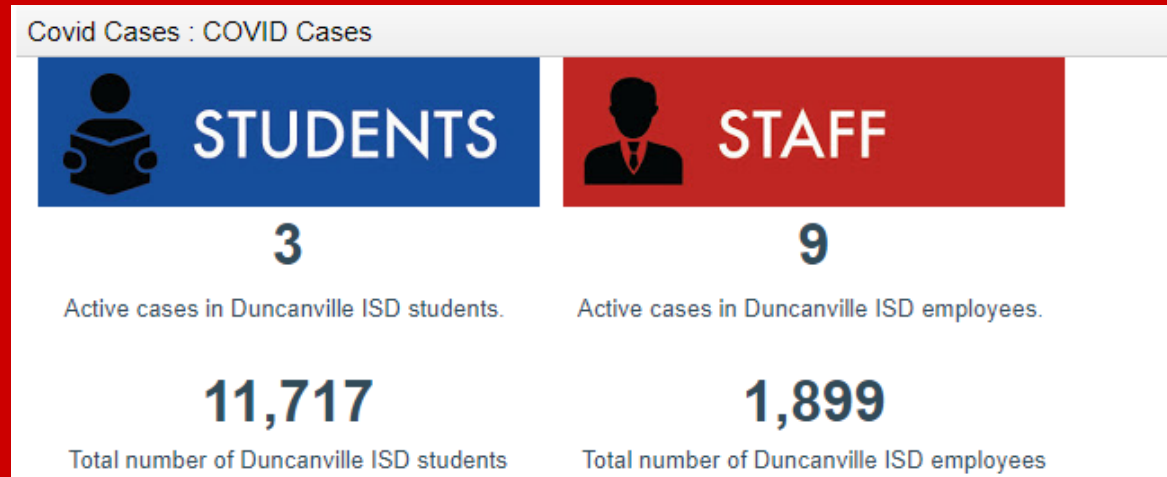 Covid Cases : COVID Cases
STUDENTS
STAFF
3
9
Active cases in Duncanville ISD students.
Active cases in Duncanville ISD employees.
11,717
1,899
Total number of Duncanville ISD students
Total number of Duncanville ISD employees